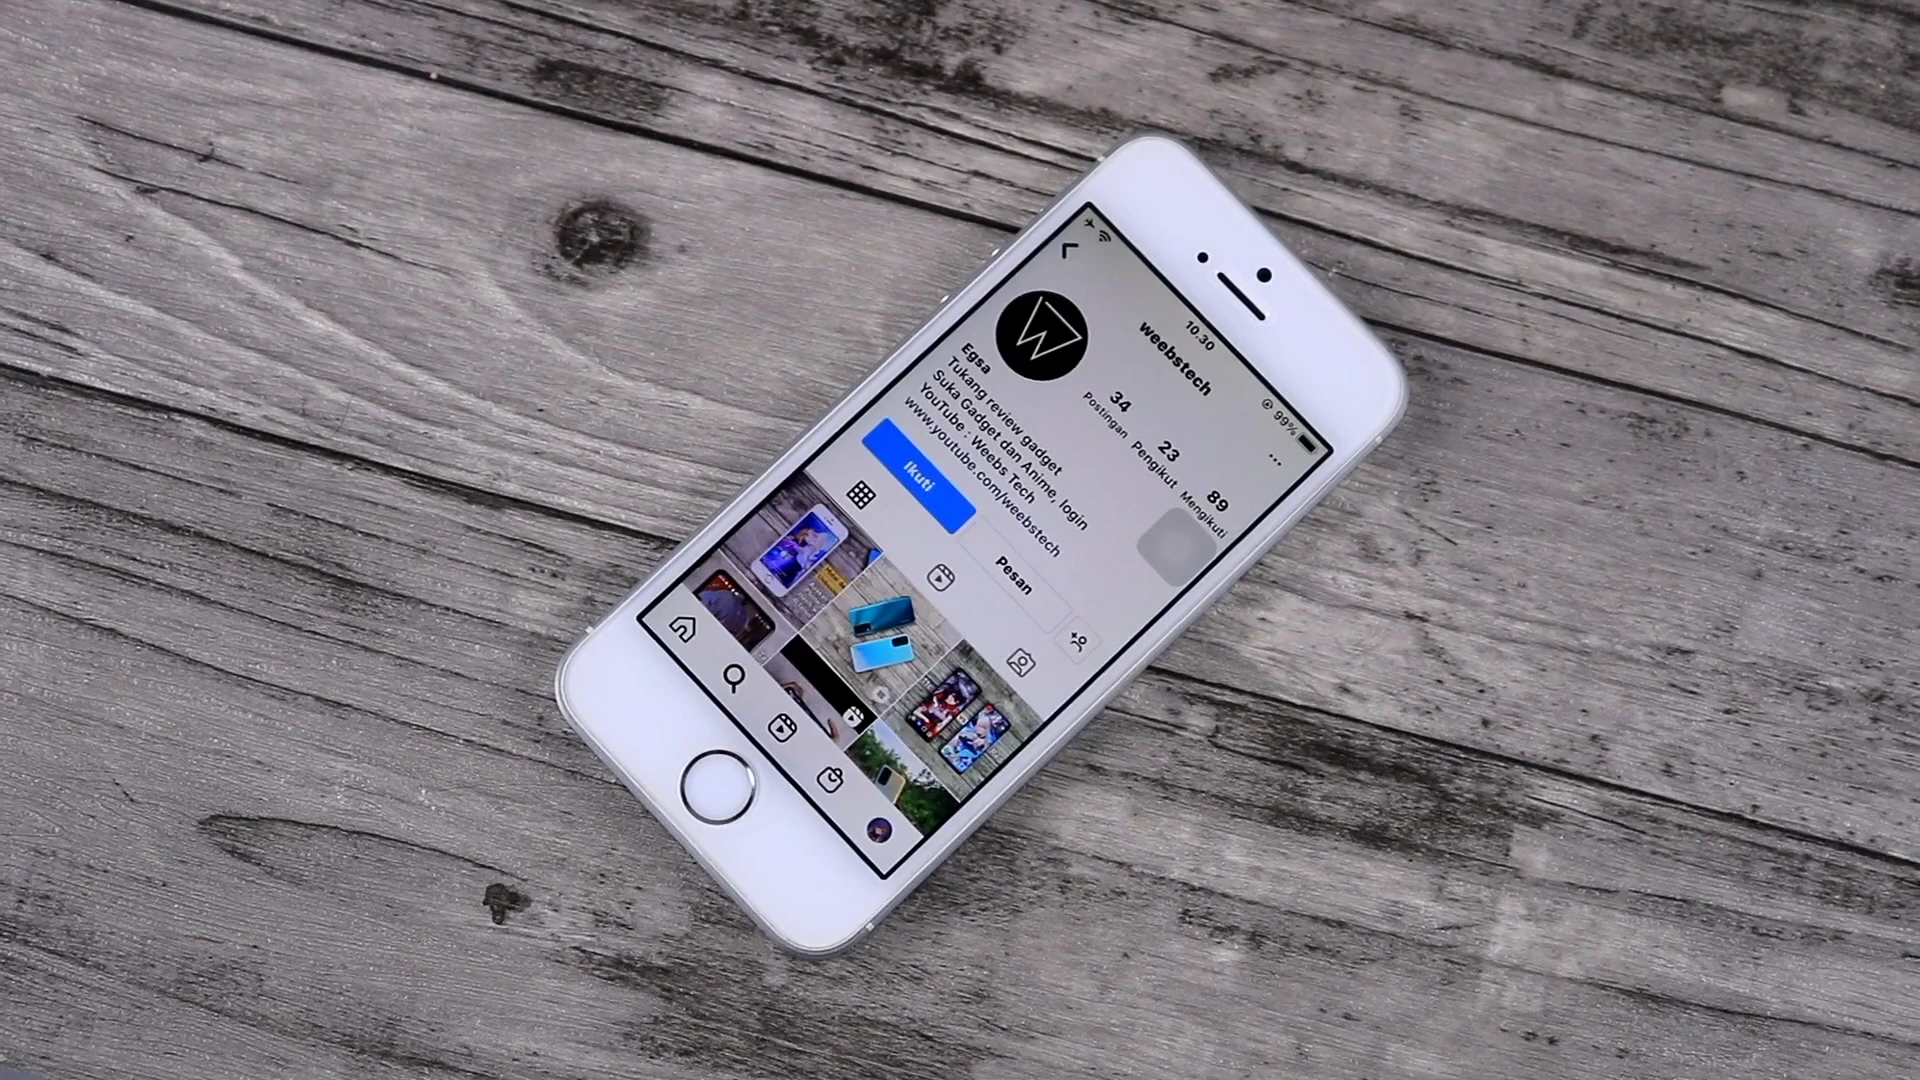 10.30
99%
weebstech
34
Postingan
23
Pengikut
89
Mengikuti
Egsa
Tukang review gadget
Suka Gadget dan Anime, login
YouTube : Weebs Tech
www.youtube.com/weebstech
Ikuti
Pesan